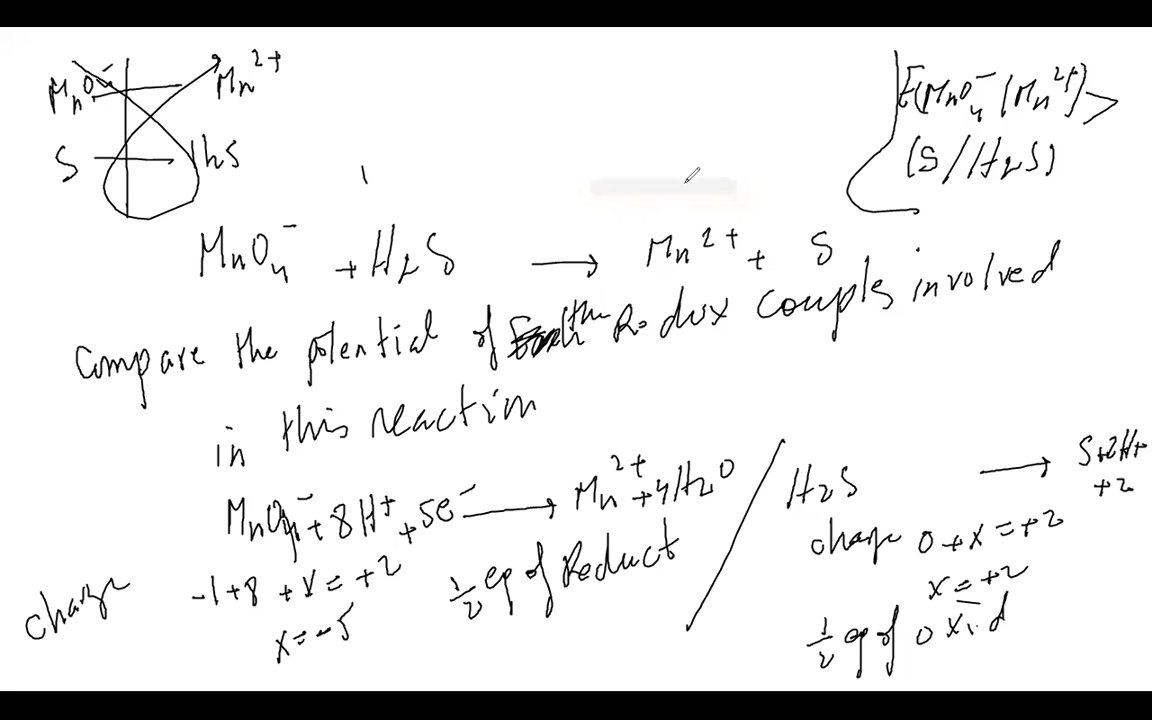 MnO₄⁻ Mn²⁺
S H₂S
E(MnO₄⁻/Mn²⁺) >
(S/H₂S)
MnO₄⁻ + H₂S → Mn²⁺ + S
Compare the potential of the Redox couples involved
in this reaction
MnO₄⁻ + 8H⁺ + 5e⁻ → Mn²⁺ + 4H₂O
charge -1+8 +x = +2
x = -5
½ eq of Reduct
H₂S → S+2H⁺
+2
charge 0+x = +2
x = +2
½ eq of oxid